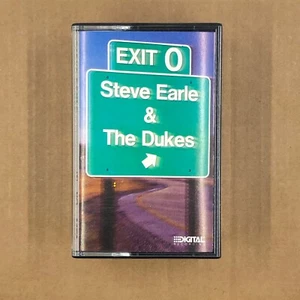 EXIT 0
Steve Earle
&
The Dukes
DIGITAL